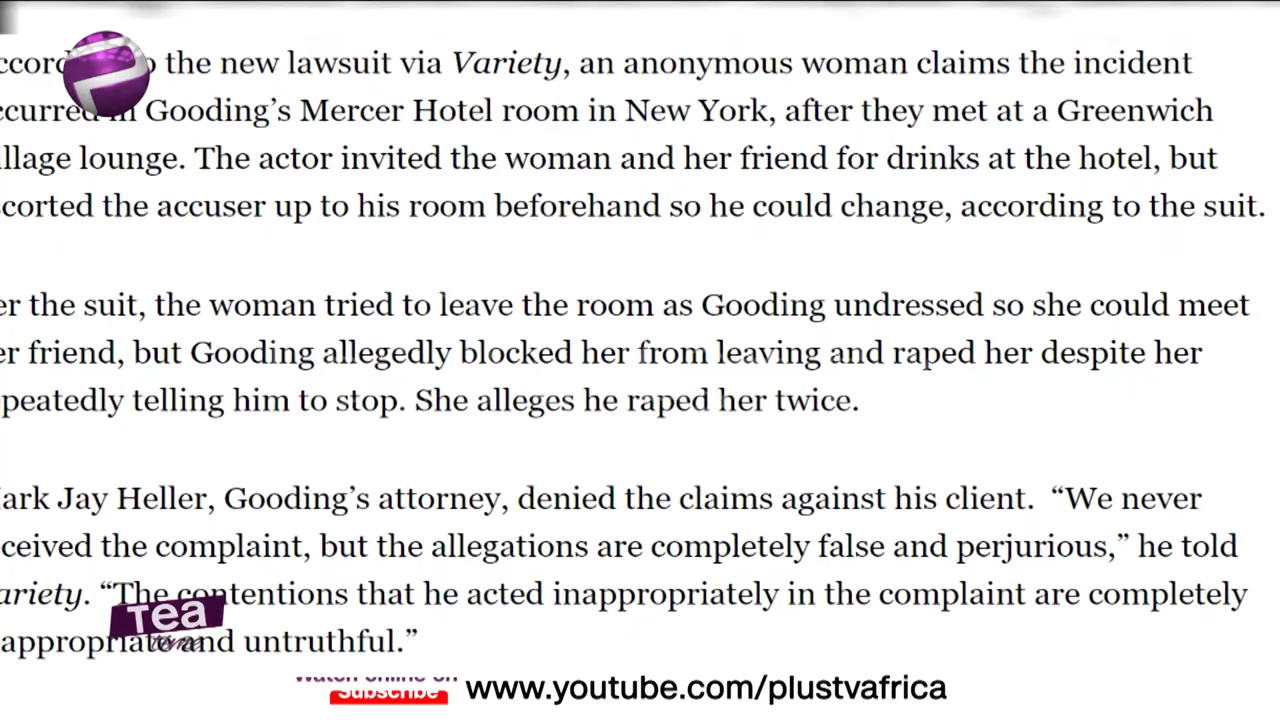 the new lawsuit via Variety, an anonymous woman claims the incident
Gooding’s Mercer Hotel room in New York, after they met at a Greenwich
illage lounge. The actor invited the woman and her friend for drinks at the hotel, but
scorted the accuser up to his room beforehand so he could change, according to the suit.
er the suit, the woman tried to leave the room as Gooding undressed so she could meet
er friend, but Gooding allegedly blocked her from leaving and raped her despite her
peatedly telling him to stop. She alleges he raped her twice.
ark Jay Heller, Gooding’s attorney, denied the claims against his client. “We never
ceived the complaint, but the allegations are completely false and perjurious,” he told
ariety. “The contentions that he acted inappropriately in the complaint are completely
appropriate and untruthful.”
Tea
time
Watch online on
Subscribe www.youtube.com/plustvafrica